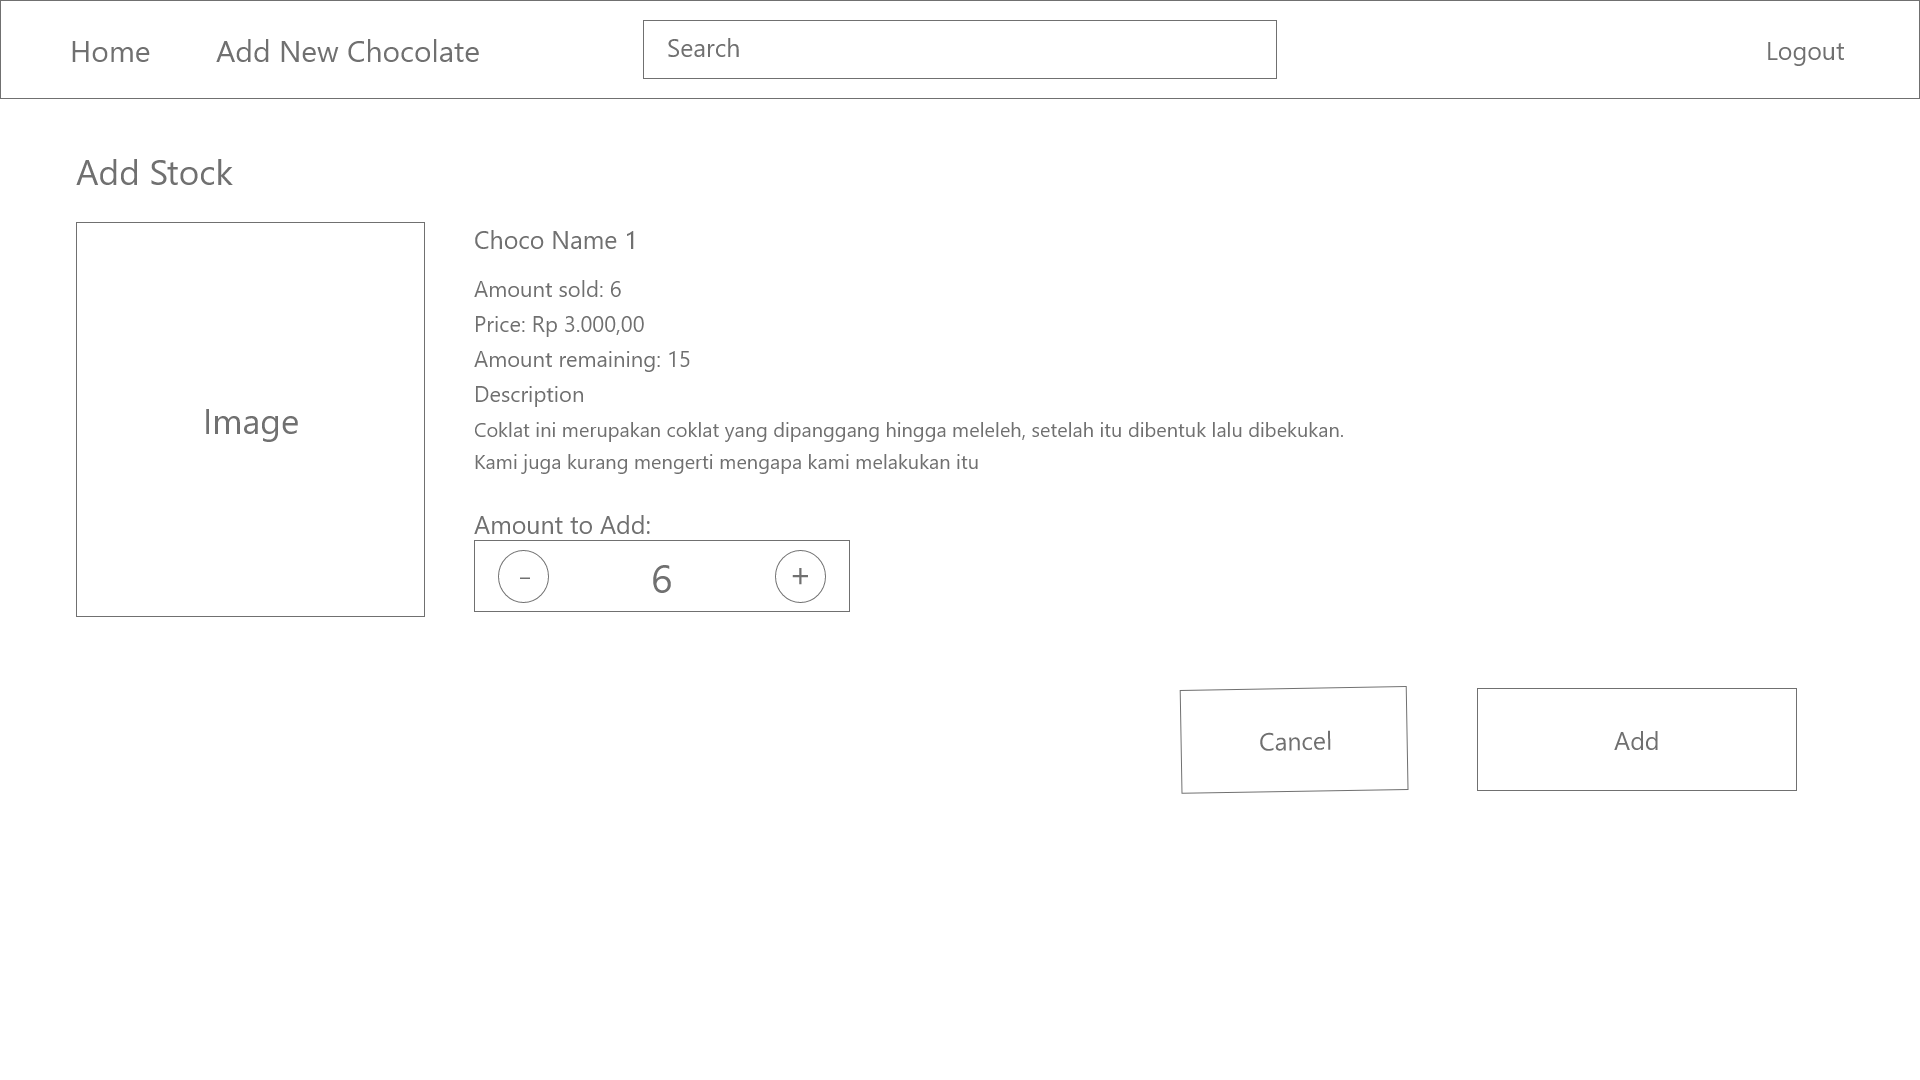 Home
Add New Chocolate
Search
Logout
Add Stock
Image
Choco Name 1
Amount sold: 6
Price: Rp 3.000,00
Amount remaining: 15
Description
Coklat ini merupakan coklat yang dipanggang hingga meleleh, setelah itu dibentuk lalu dibekukan.
Kami juga kurang mengerti mengapa kami melakukan itu
Amount to Add:
- 6 +
Cancel
Add